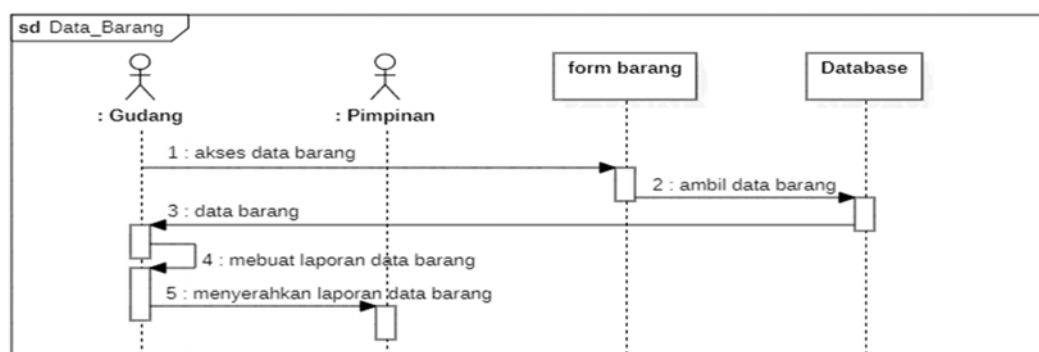 sd Data_Barang
: Gudang
: Pimpinan
form barang
Database
1 : akses data barang
2 : ambil data barang
3 : data barang
4 : mebuat laporan data barang
5 : menyerahkan laporan data barang